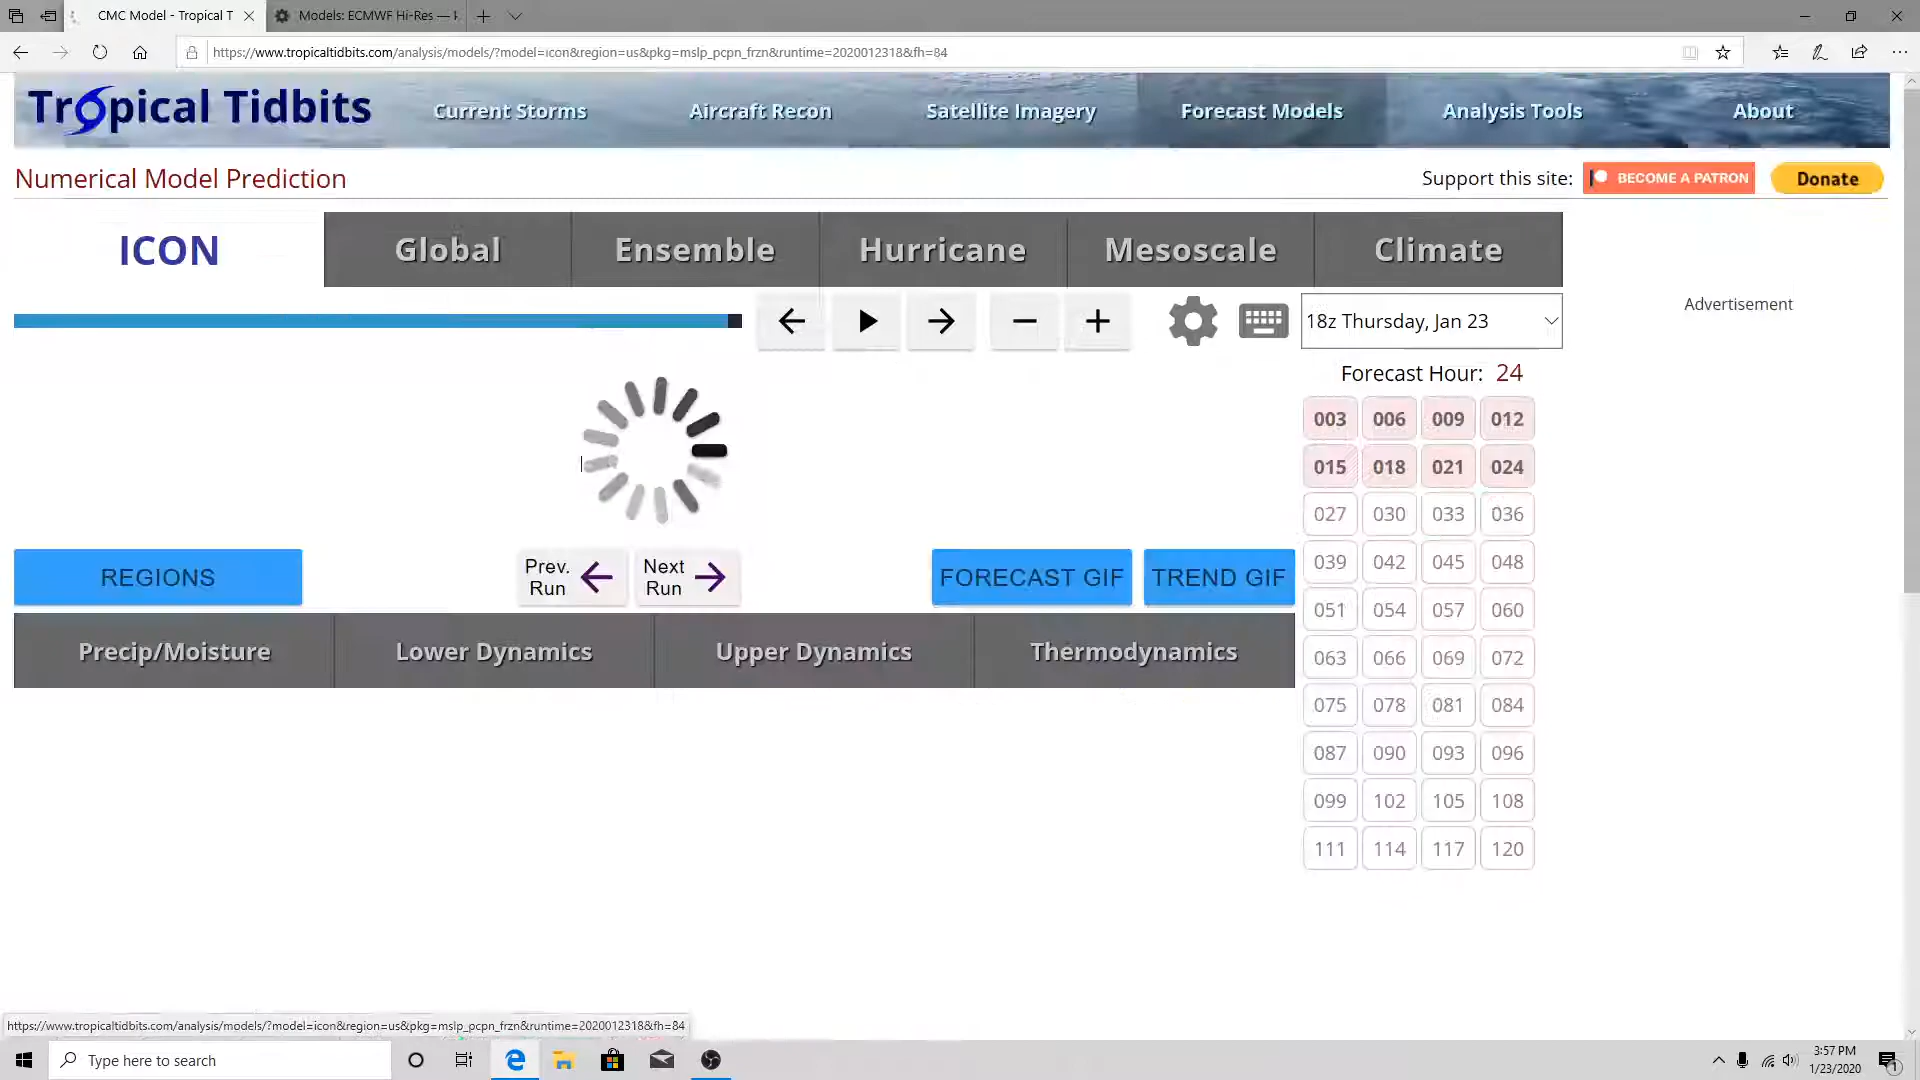 CMC Model - Tropical T
Models: ECMWF Hi-Res —
https://www.tropicaltidbits.com/analysis/models/?model=icon&region=us&pkg=mslp_pcpn_frzn&runtime=2020012318&fh=84
Tropical Tidbits
Current Storms
Aircraft Recon
Satellite Imagery
Forecast Models
Analysis Tools
About
Numerical Model Prediction
Support this site:
BECOME A PATRON
Donate
ICON
Global
Ensemble
Hurricane
Mesoscale
Climate
18z Thursday, Jan 23
Advertisement
Forecast Hour: 24
003 006 009 012
015 018 021 024
027 030 033 036
039 042 045 048
051 054 057 060
063 066 069 072
075 078 081 084
087 090 093 096
099 102 105 108
111 114 117 120
REGIONS
Prev. Run
Next Run
FORECAST GIF
TREND GIF
Precip/Moisture
Lower Dynamics
Upper Dynamics
Thermodynamics
https://www.tropicaltidbits.com/analysis/models/?model=icon&region=us&pkg=mslp_pcpn_frzn&runtime=2020012318&fh=84
Type here to search
3:57 PM
1/23/2020
1